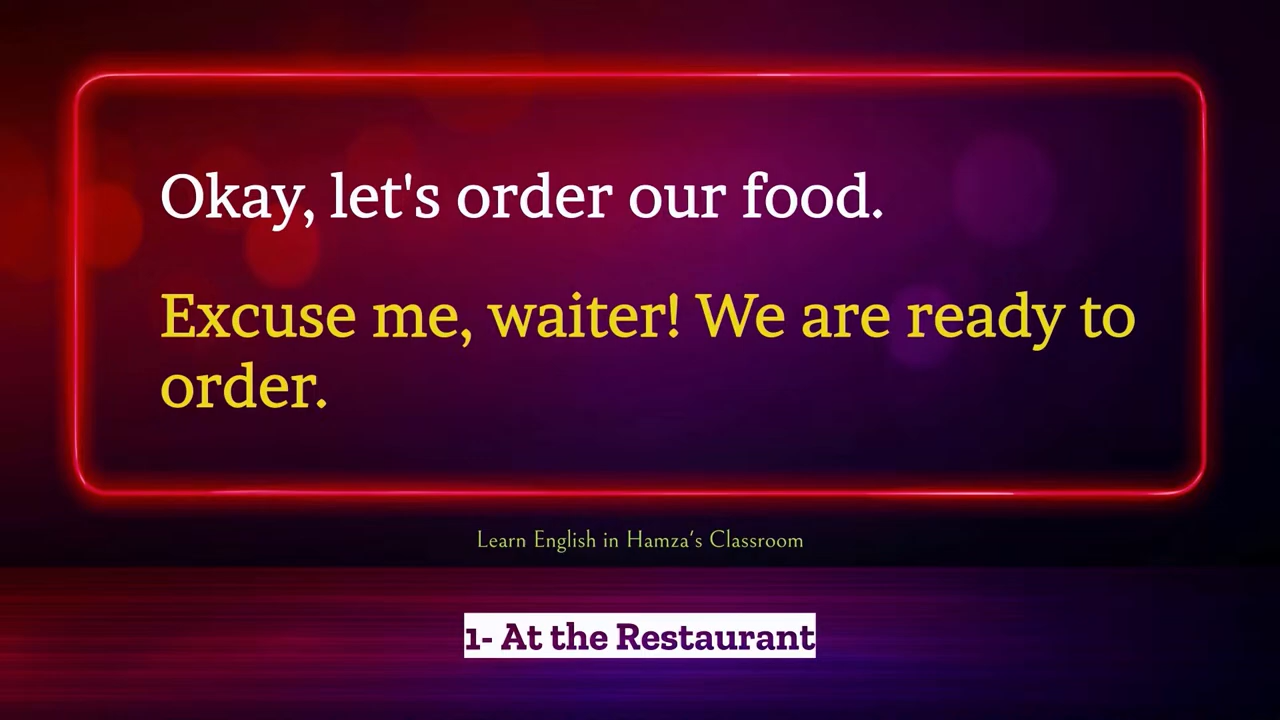 Okay, let's order our food.
Excuse me, waiter! We are ready to
order.
Learn English in Hamza's Classroom
1- At the Restaurant